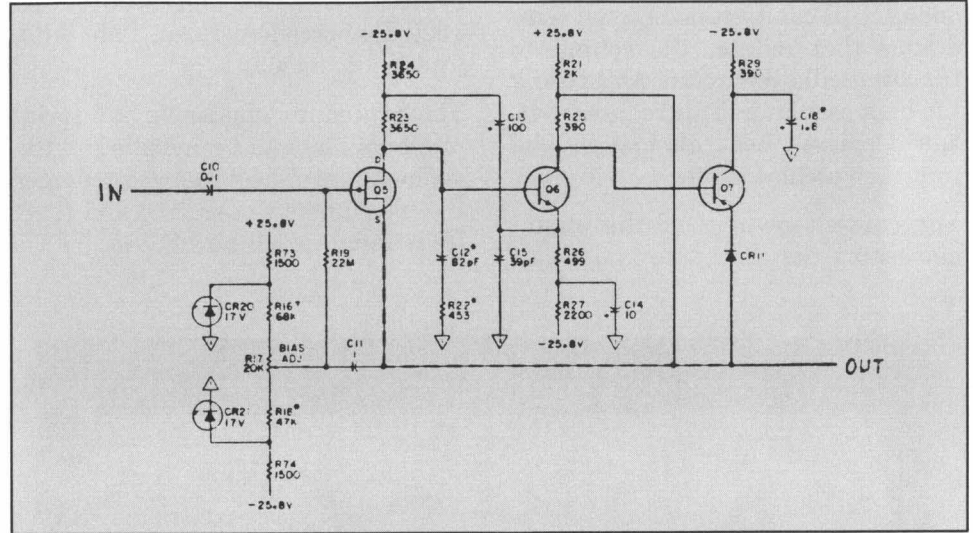 -25.8V
+25.8V
-25.8V
R24
3650
R21
2K
R29
390
R23
3650
C13
100
R25
390
C18*
1.8
C10
0.1
IN
D
Q5
S
Q6
Q7
+25.8V
R73
1500
R19
22M
C12*
82pF
C15
39pF
R26
499
CR11
CR20
17V
R16*
68K
R22*
453
R27
2200
C14
10
-25.8V
R17
20K
BIAS
ADJ
C11
1
OUT
CR21
17V
R18*
47K
R74
1500
-25.8V